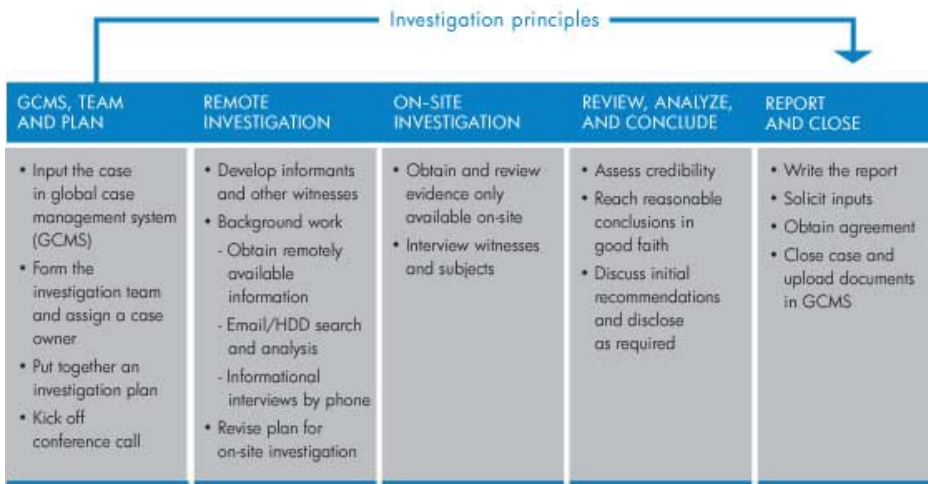 Investigation principles
GCMS, TEAM
AND PLAN
• Input the case
in global case
management system
(GCMS)
• Form the
investigation team
and assign a case
owner
• Put together an
investigation plan
• Kick off
conference call
REMOTE
INVESTIGATION
• Develop informants
and other witnesses
• Background work
- Obtain remotely
available
information
- Email/HDD search
and analysis
- Informational
interviews by phone
• Revise plan for
on-site investigation
ON-SITE
INVESTIGATION
• Obtain and review
evidence only
available on-site
• Interview witnesses
and subjects
REVIEW, ANALYZE,
AND CONCLUDE
• Assess credibility
• Reach reasonable
conclusions in
good faith
• Discuss initial
recommendations
and disclose
as required
REPORT
AND CLOSE
• Write the report
• Solicit inputs
• Obtain agreement
• Close case and
upload documents
in GCMS